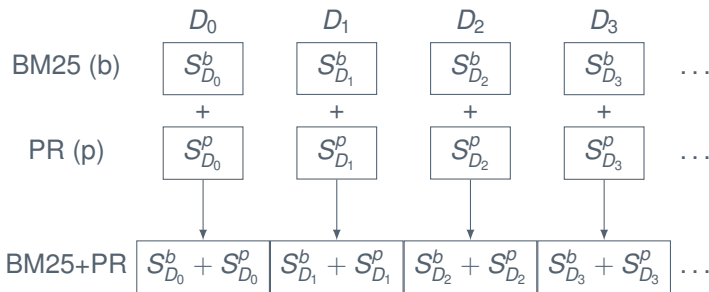 D₀ D₁ D₂ D₃
BM25 (b) S^b_{D₀} S^b_{D₁} S^b_{D₂} S^b_{D₃} ...
+ + + +
PR (p) S^p_{D₀} S^p_{D₁} S^p_{D₂} S^p_{D₃} ...
BM25+PR S^b_{D₀} + S^p_{D₀} S^b_{D₁} + S^p_{D₁} S^b_{D₂} + S^p_{D₂} S^b_{D₃} + S^p_{D₃} ...